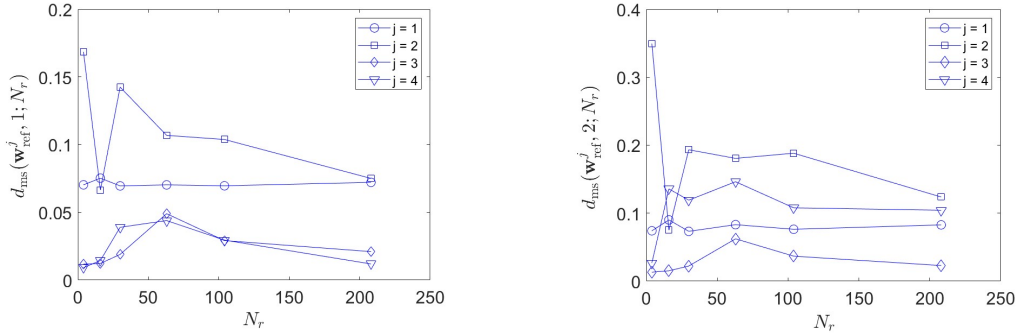 0.2
0.15
0.1
0.05
0
0 50 100 150 200 250
N_r
d_ms(w^j_ref, 1; N_r)
j = 1
j = 2
j = 3
j = 4
0.4
0.3
0.2
0.1
0
0 50 100 150 200 250
N_r
d_ms(w^j_ref, 2; N_r)
j = 1
j = 2
j = 3
j = 4